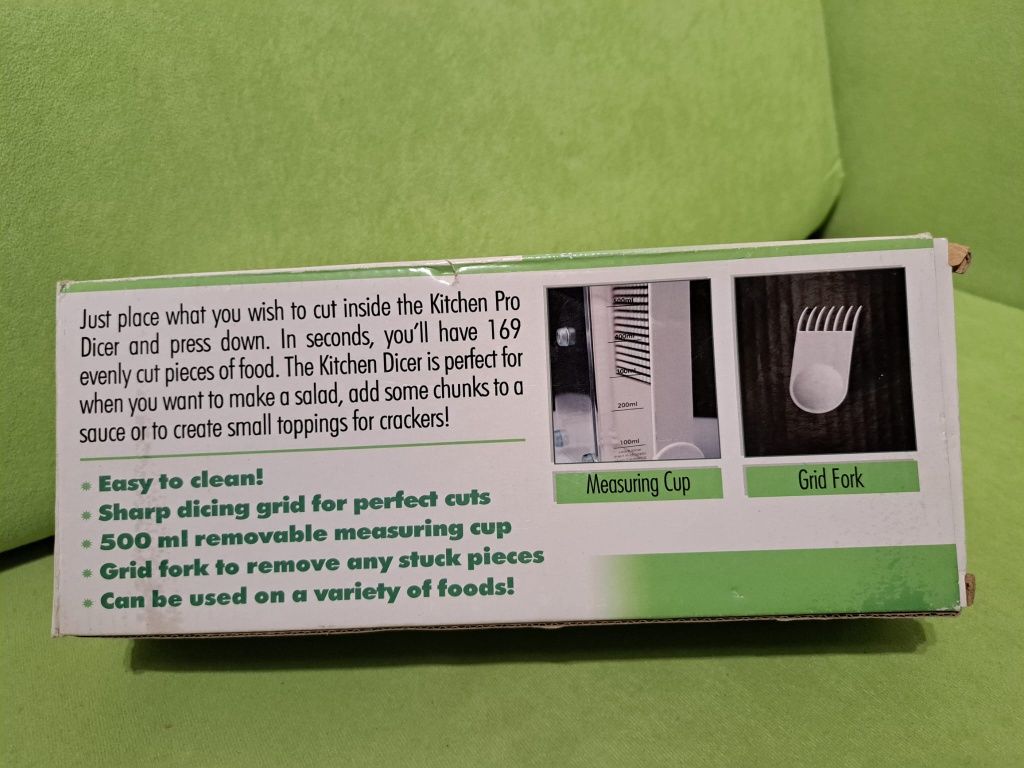 Just place what you wish to cut inside the Kitchen Pro
Dicer and press down. In seconds, you'll have 169
evenly cut pieces of food. The Kitchen Dicer is perfect for
when you want to make a salad, add some chunks to a
sauce or to create small toppings for crackers!
Easy to clean!
Sharp dicing grid for perfect cuts
500 ml removable measuring cup
Grid fork to remove any stuck pieces
Can be used on a variety of foods!
200ml
100ml
Measuring Cup
Grid Fork